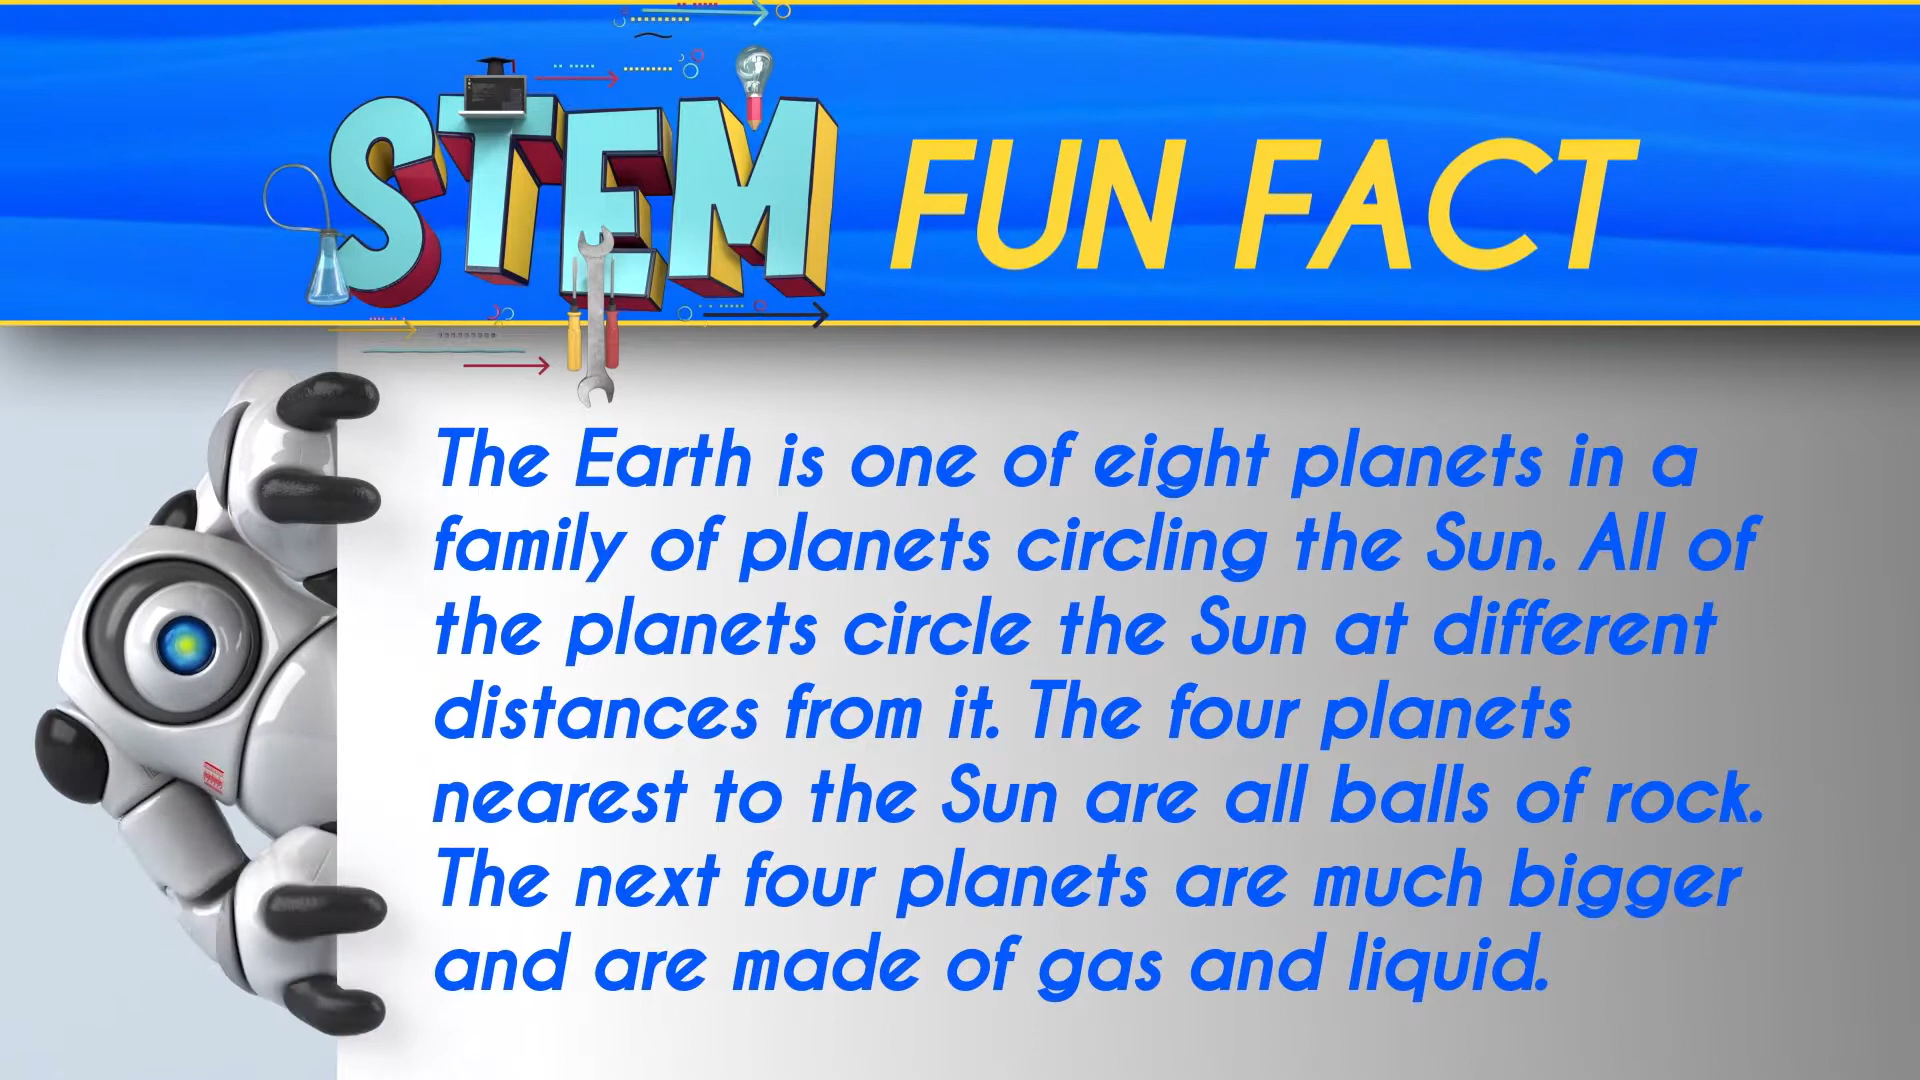 STEM FUN FACT
The Earth is one of eight planets in a
family of planets circling the Sun. All of
the planets circle the Sun at different
distances from it. The four planets
nearest to the Sun are all balls of rock.
The next four planets are much bigger
and are made of gas and liquid.